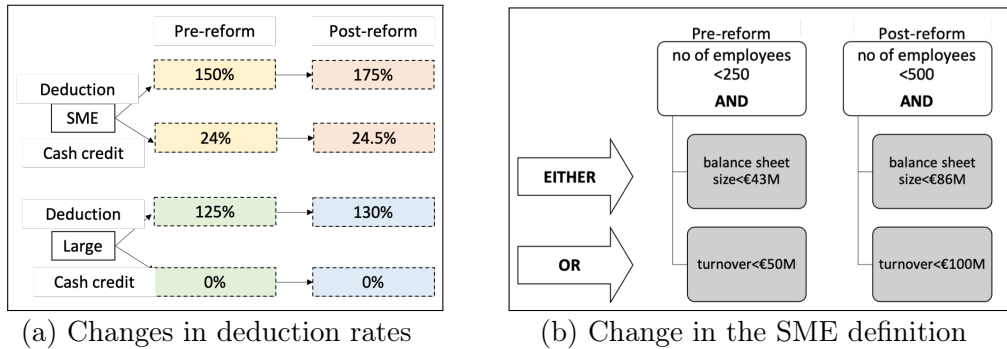 Pre-reform Post-reform
Deduction
150% 175%
SME
24% 24.5%
Cash credit
Deduction
125% 130%
Large
0% 0%
Cash credit
(a) Changes in deduction rates
Pre-reform Post-reform
no of employees no of employees
<250 <500
AND AND
EITHER
balance sheet balance sheet
size<€43M size<€86M
OR
turnover<€50M turnover<€100M
(b) Change in the SME definition